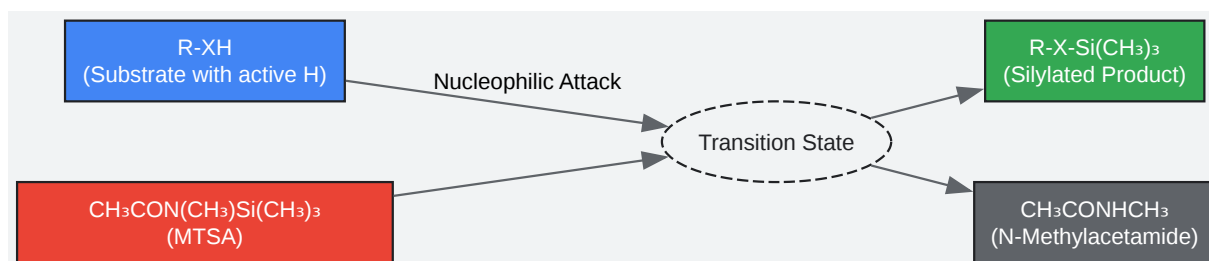 R-XH
(Substrate with active H)
Nucleophilic Attack
R-X-Si(CH₃)₃
(Silylated Product)
Transition State
CH₃CON(CH₃)Si(CH₃)₃
(MTSA)
CH₃CONHCH₃
(N-Methylacetamide)